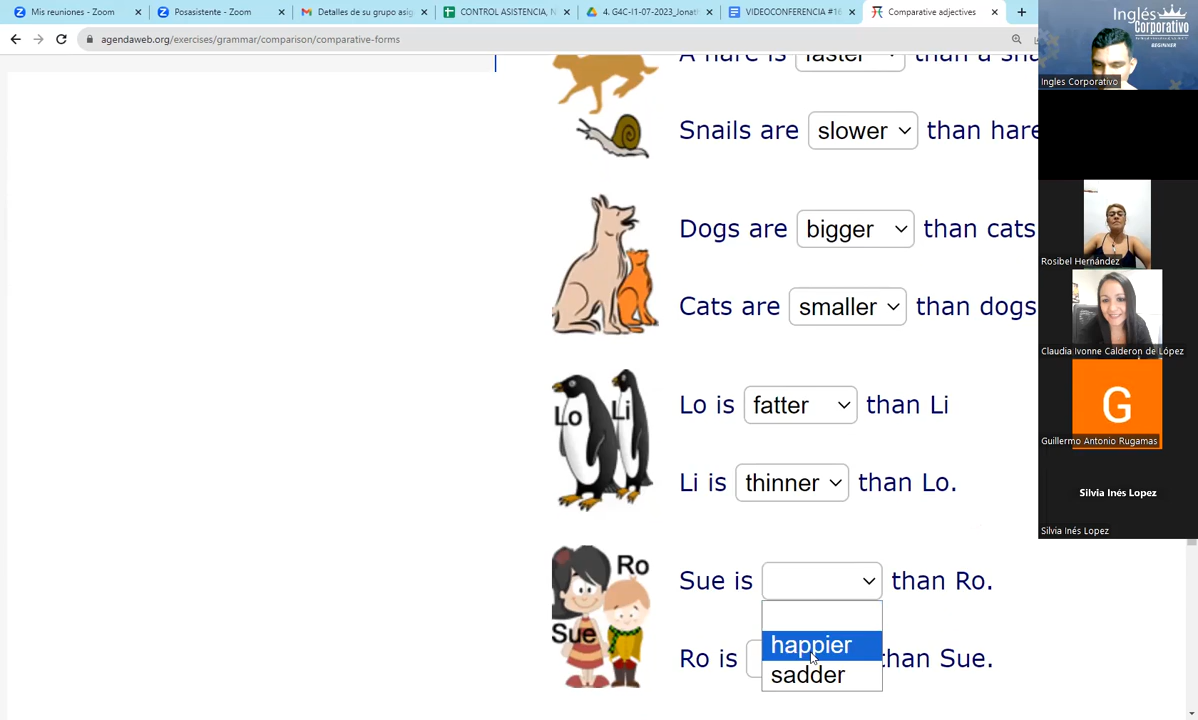 Mis reuniones - Zoom
Posasistente - Zoom
Detalles de su grupo asig
CONTROL ASISTENCIA, N
4. G4C-I1-07-2023_Jonath
VIDEOCONFERENCIA #16
Comparative adjectives
agendaweb.org/exercises/grammar/comparison/comparative-forms
Inglés
Corporativo
BEGINNER
Ingles Corporativo
A hare is faster than a sna
Snails are slower than hare
Dogs are bigger than cats
Cats are smaller than dogs
Lo Li
Lo is fatter than Li
Li is thinner than Lo.
Ro
Sue
Sue is than Ro.
happier
sadder
Ro is than Sue.
Rosibel Hernández
Claudia Ivonne Calderon de López
G
Guillermo Antonio Rugamas
Silvia Inés Lopez
Silvia Inés Lopez